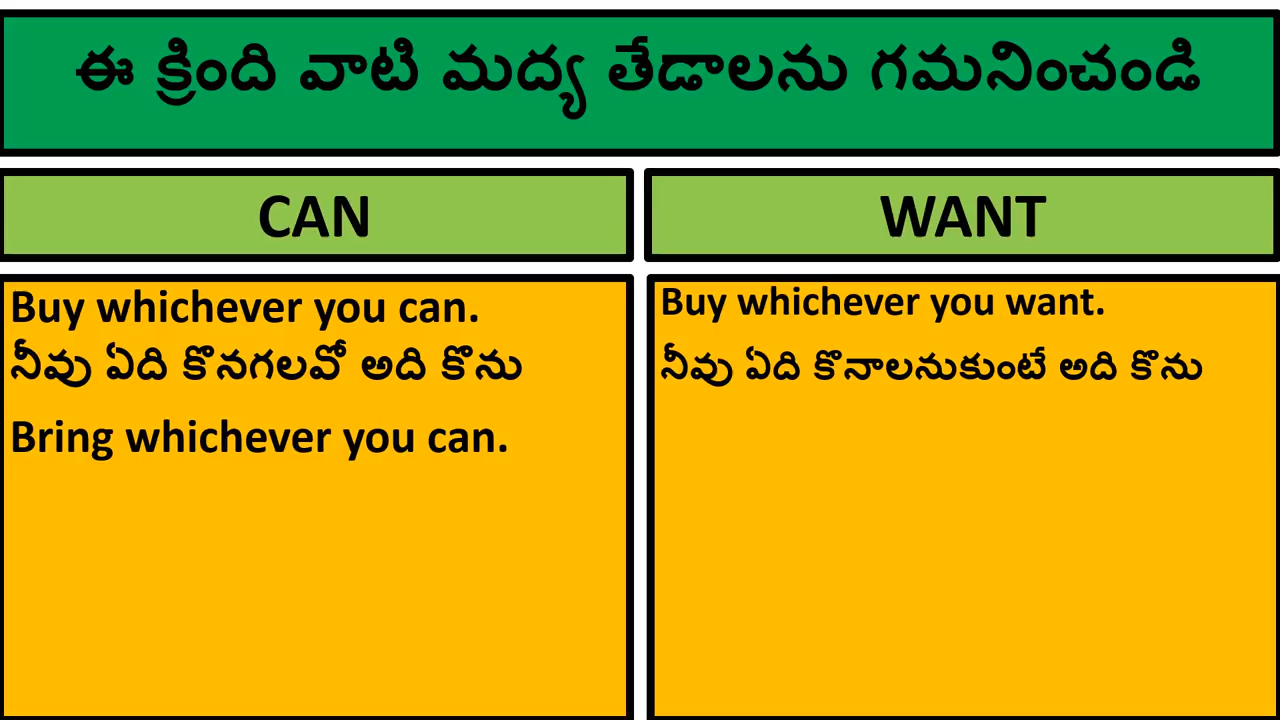 ఈ క్రింది వాటి మద్య తేడాలను గమనించండి
CAN
WANT
Buy whichever you can.
నీవు ఏది కొనగలవో అది కొను
Bring whichever you can.
Buy whichever you want.
నీవు ఏది కొనాలనుకుంటే అది కొను